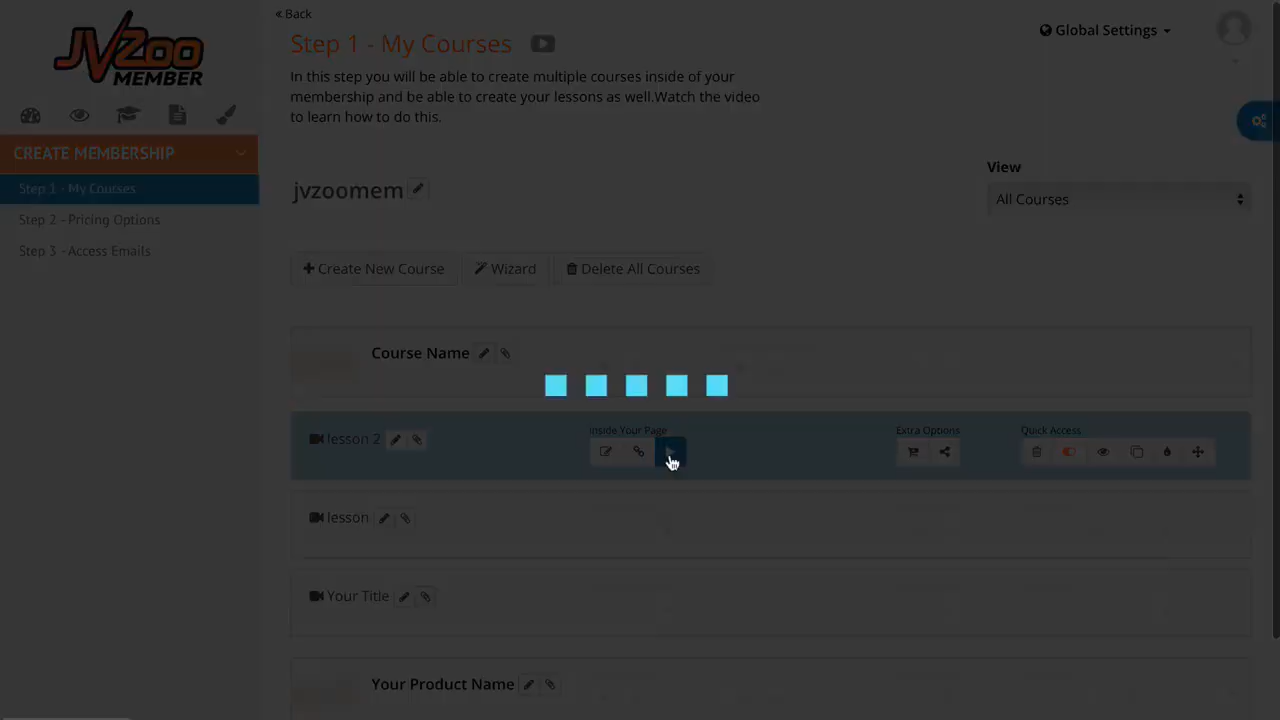 « Back
JVZoo
MEMBER
Step 1 - My Courses
Global Settings
In this step you will be able to create multiple courses inside of your
membership and be able to create your lessons as well.Watch the video
to learn how to do this.
CREATE MEMBERSHIP
Step 1 - My Courses
Step 2 - Pricing Options
Step 3 - Access Emails
View
All Courses
jvzoomem
Create New Course
Wizard
Delete All Courses
Course Name
lesson 2
Inside Your Page
Extra Options
Quick Access
lesson
Your Title
Your Product Name